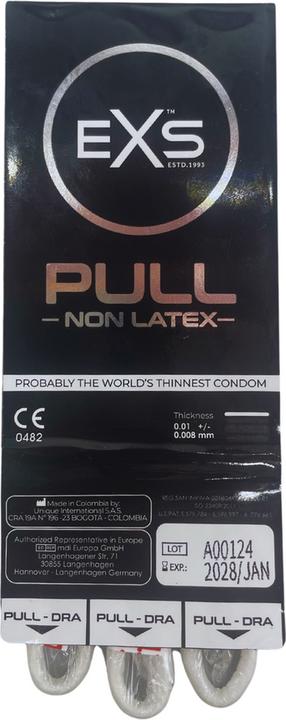 EXS™
ESTD.1993
PULL
NON LATEX
PROBABLY THE WORLD'S THINNEST CONDOM
CE
0482
Thickness
0.01 +/-
0.008 mm
Made in Colombia by:
Unique International S.A.S.
CRA 19A N° 196 -23 BOGOTA - COLOMBIA
Authorized Representative in Europe
mdi Europa GmbH
Langenhagener Str, 71
30855 Langenhagen
Hannover - Langenhagen Germany
LOT A00124
EXP.: 2028/JAN
PULL - DRA PULL - DRA PULL - DRA